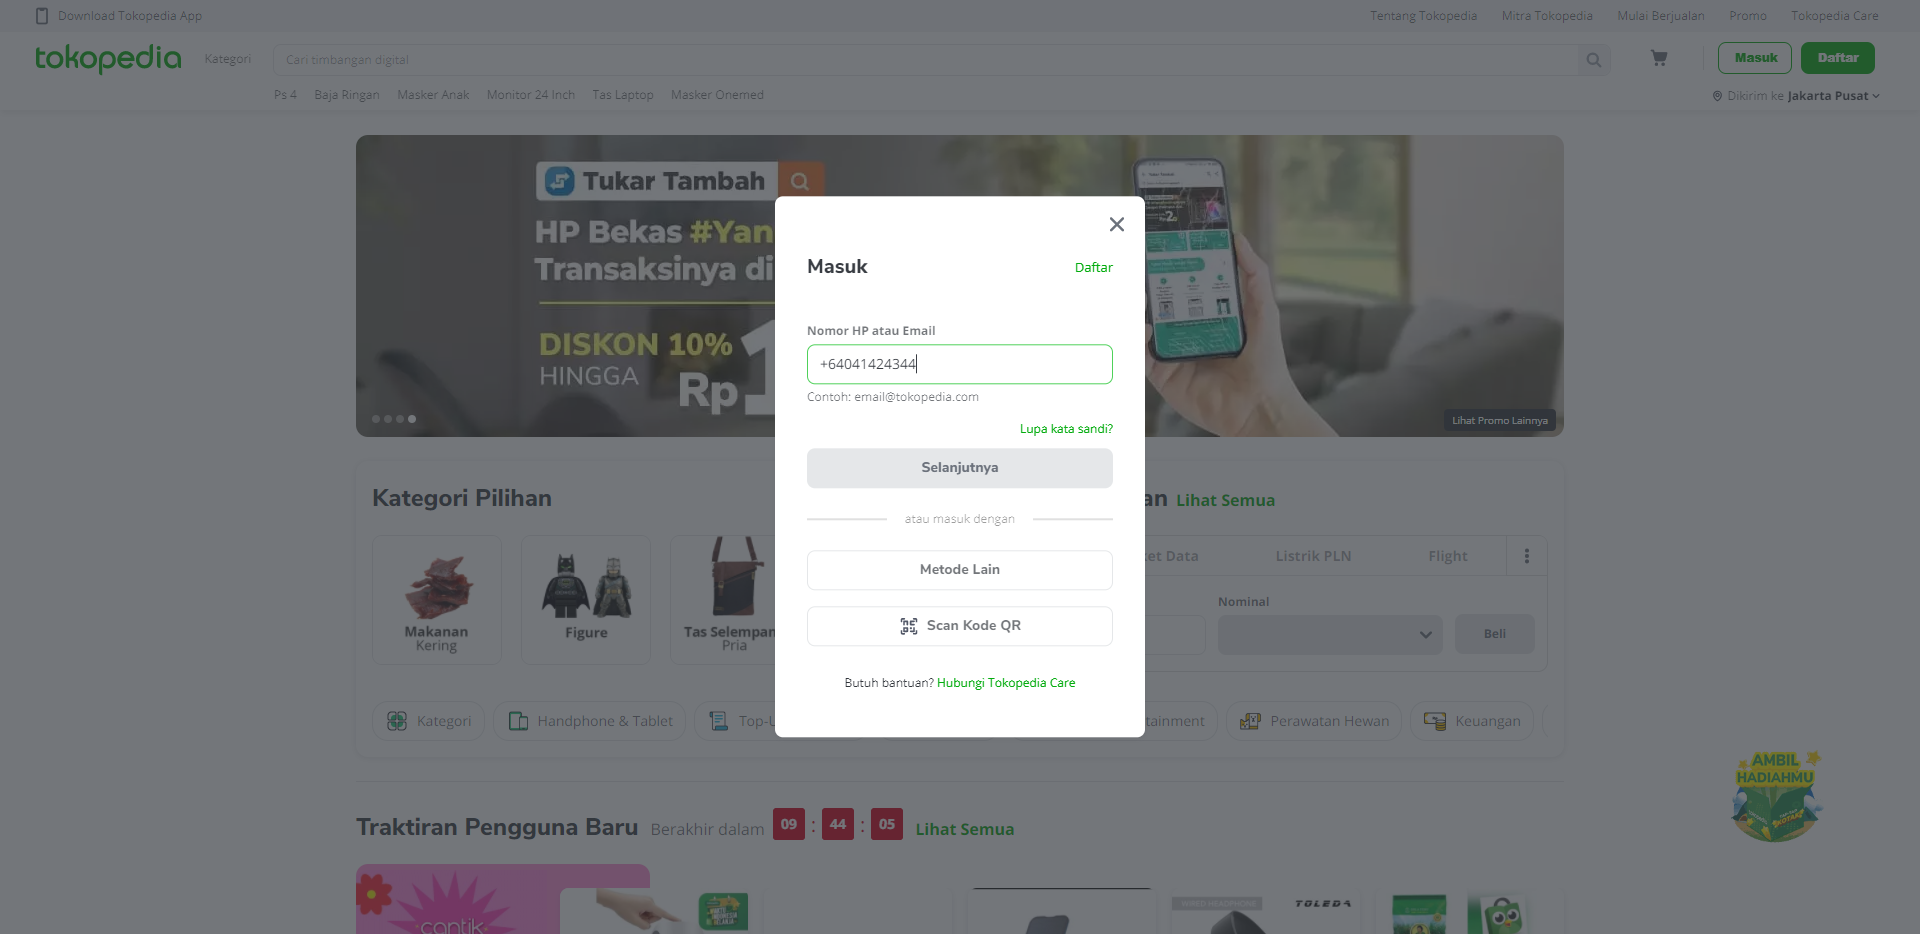 Download Tokopedia App
Tentang Tokopedia Mitra Tokopedia Mulai Berjualan Promo Tokopedia Care
tokopedia Kategori Cari timbangan digital Masuk Daftar
Ps 4 Baja Ringan Masker Anak Monitor 24 Inch Tas Laptop Masker Onemed
Dikirim ke Jakarta Pusat
Tukar Tambah
HP Bekas #Yan
Transaksinya di
DISKON 10%
HINGGA
Rp 1
Lihat Promo Lainnya
Masuk Daftar
Nomor HP atau Email
+64041424344
Contoh: email@tokopedia.com
Lupa kata sandi?
Selanjutnya
atau masuk dengan
Metode Lain
Scan Kode QR
Butuh bantuan? Hubungi Tokopedia Care
Kategori Pilihan
an Lihat Semua
et Data Listrik PLN Flight
Nominal
Beli
Makanan
Kering
Figure
Tas Selempan
Pria
Kategori Handphone & Tablet Top-U tainment Perawatan Hewan Keuangan
AMBIL
HADIAHMU
Traktiran Pengguna Baru Berakhir dalam 09 : 44 : 05 Lihat Semua
cantik
WIRED HEADPHONE
TOLEDA